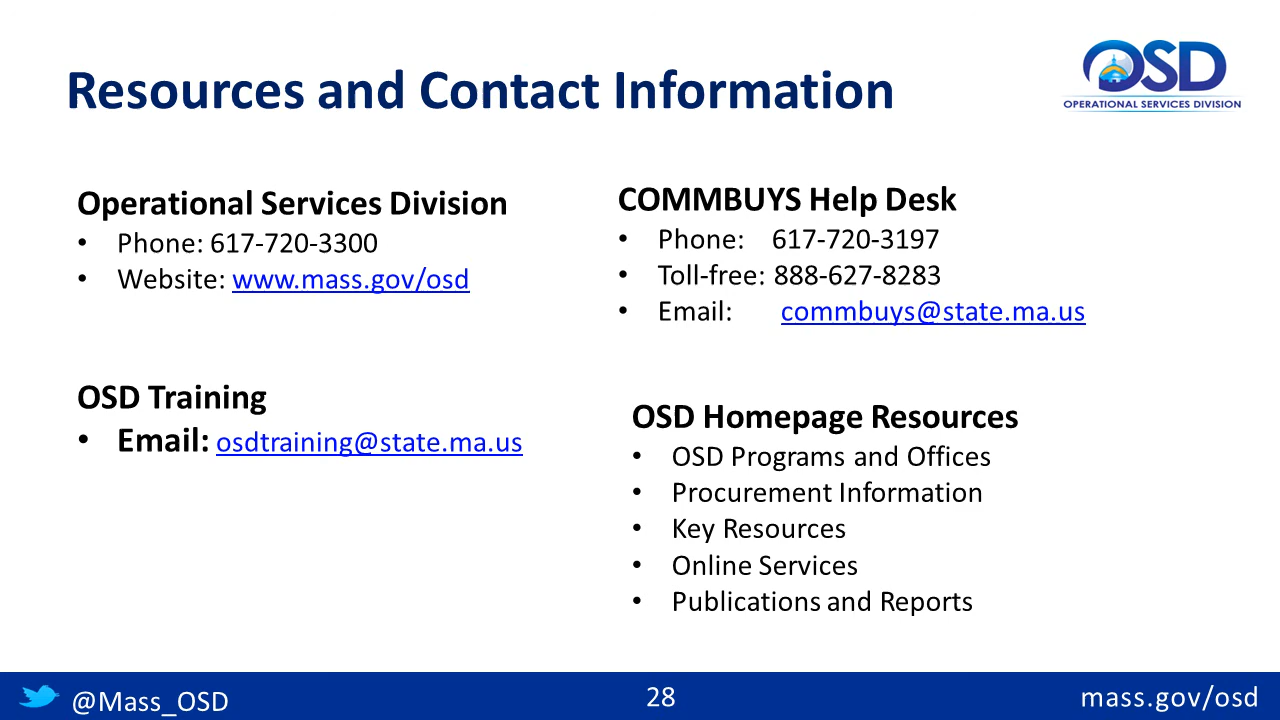 Resources and Contact Information
OSD
OPERATIONAL SERVICES DIVISION
Operational Services Division
• Phone: 617-720-3300
• Website: www.mass.gov/osd
OSD Training
• Email: osdtraining@state.ma.us
COMMBUYS Help Desk
• Phone: 617-720-3197
• Toll-free: 888-627-8283
• Email: commbuys@state.ma.us
OSD Homepage Resources
• OSD Programs and Offices
• Procurement Information
• Key Resources
• Online Services
• Publications and Reports
@Mass_OSD
28
mass.gov/osd